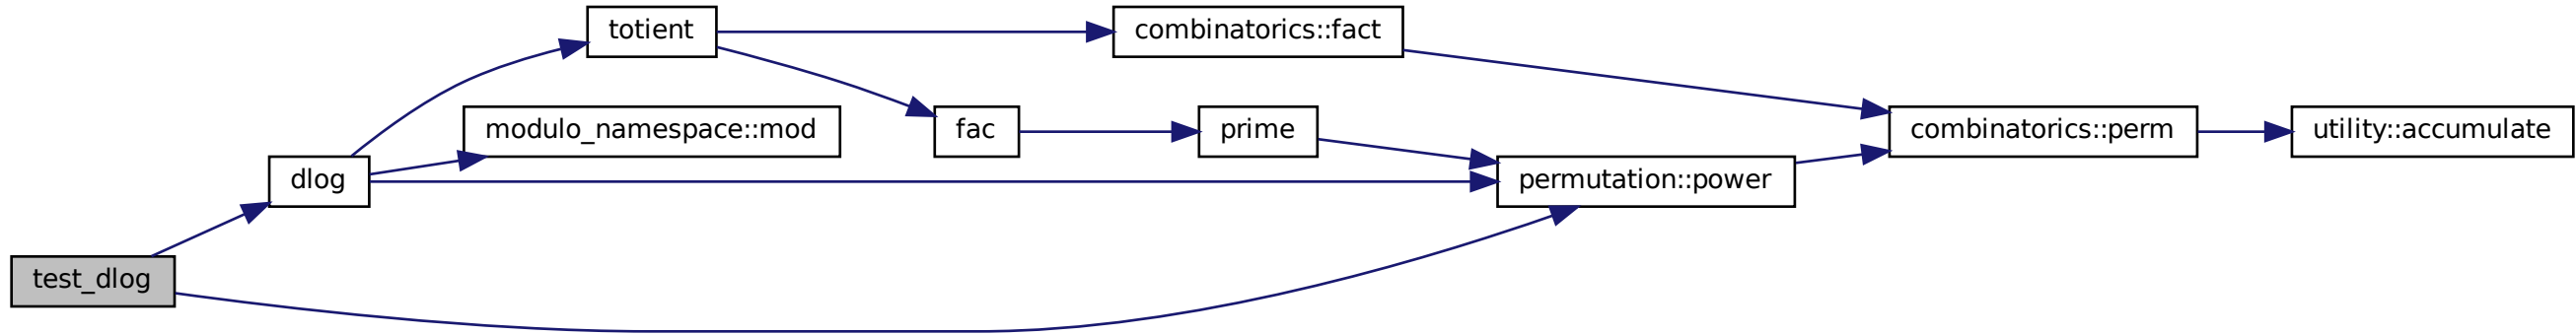 totient
combinatorics::fact
modulo_namespace::mod
fac
prime
combinatorics::perm
utility::accumulate
dlog
permutation::power
test_dlog